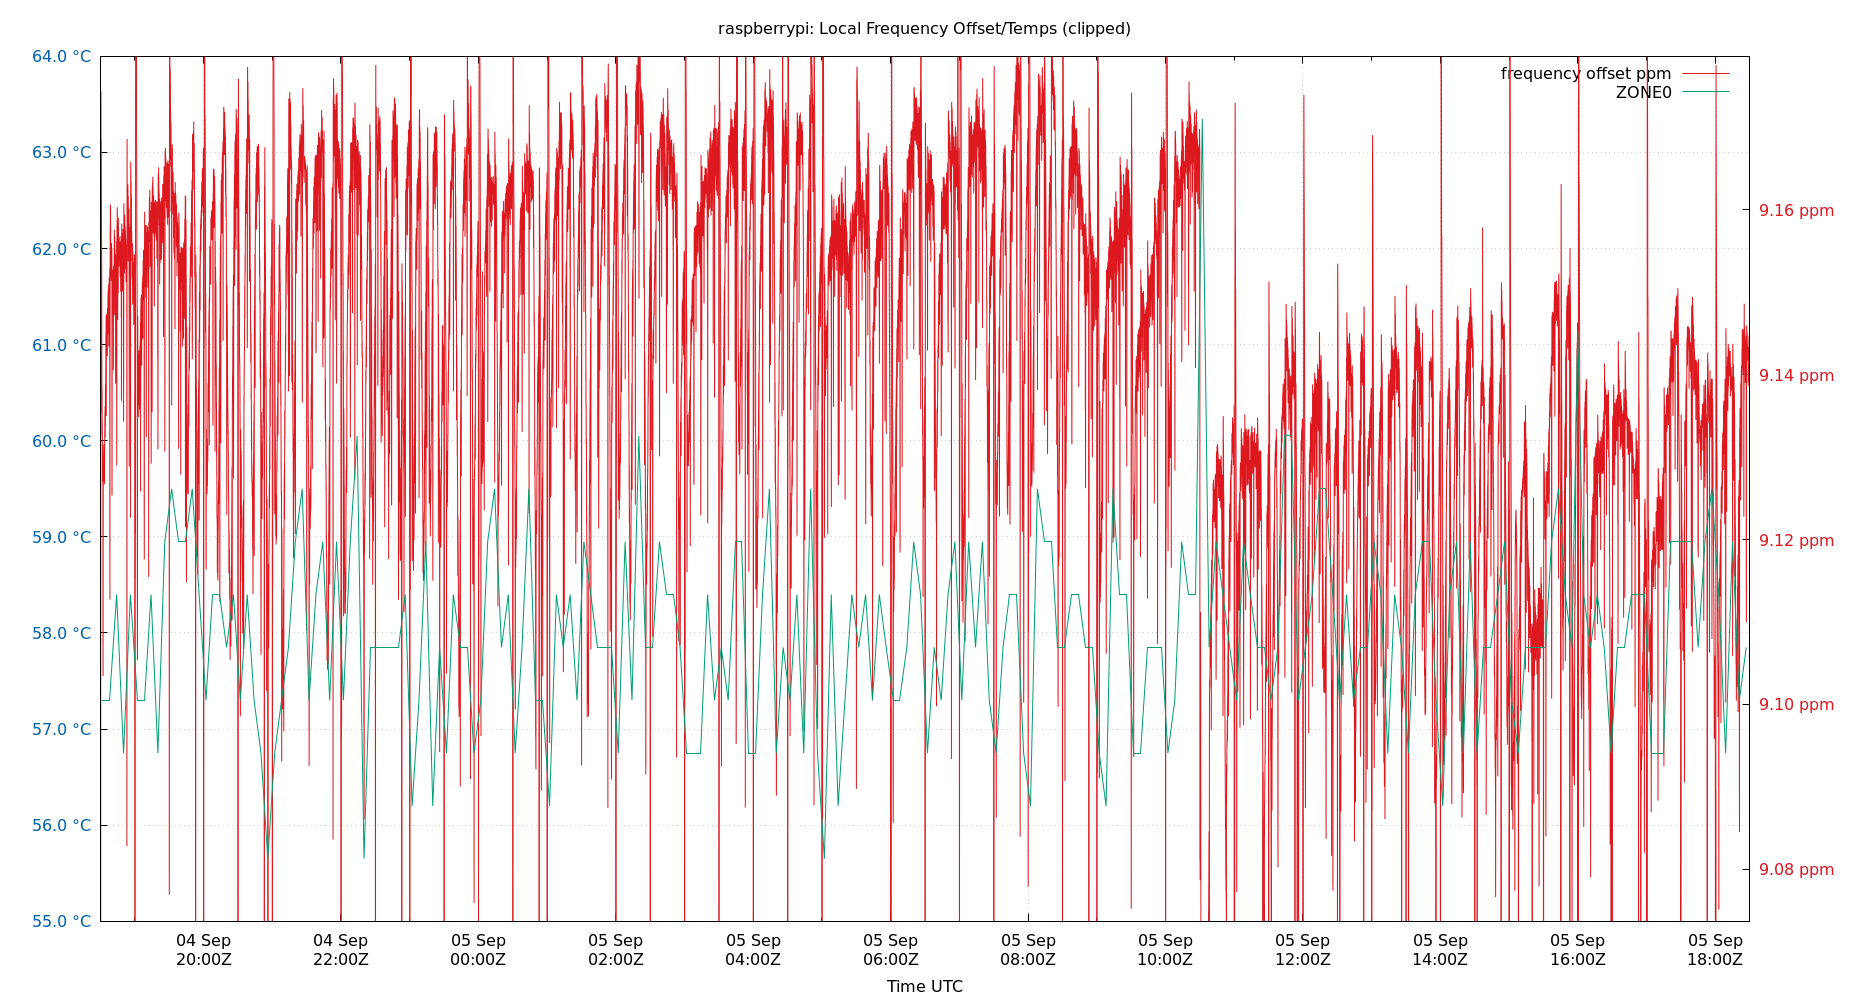 raspberrypi: Local Frequency Offset/Temps (clipped)
frequency offset ppm
ZONE0
64.0 °C
63.0 °C
62.0 °C
61.0 °C
60.0 °C
59.0 °C
58.0 °C
57.0 °C
56.0 °C
55.0 °C
9.16 ppm
9.14 ppm
9.12 ppm
9.10 ppm
9.08 ppm
04 Sep
20:00Z
04 Sep
22:00Z
05 Sep
00:00Z
05 Sep
02:00Z
05 Sep
04:00Z
05 Sep
06:00Z
05 Sep
08:00Z
05 Sep
10:00Z
05 Sep
12:00Z
05 Sep
14:00Z
05 Sep
16:00Z
05 Sep
18:00Z
Time UTC